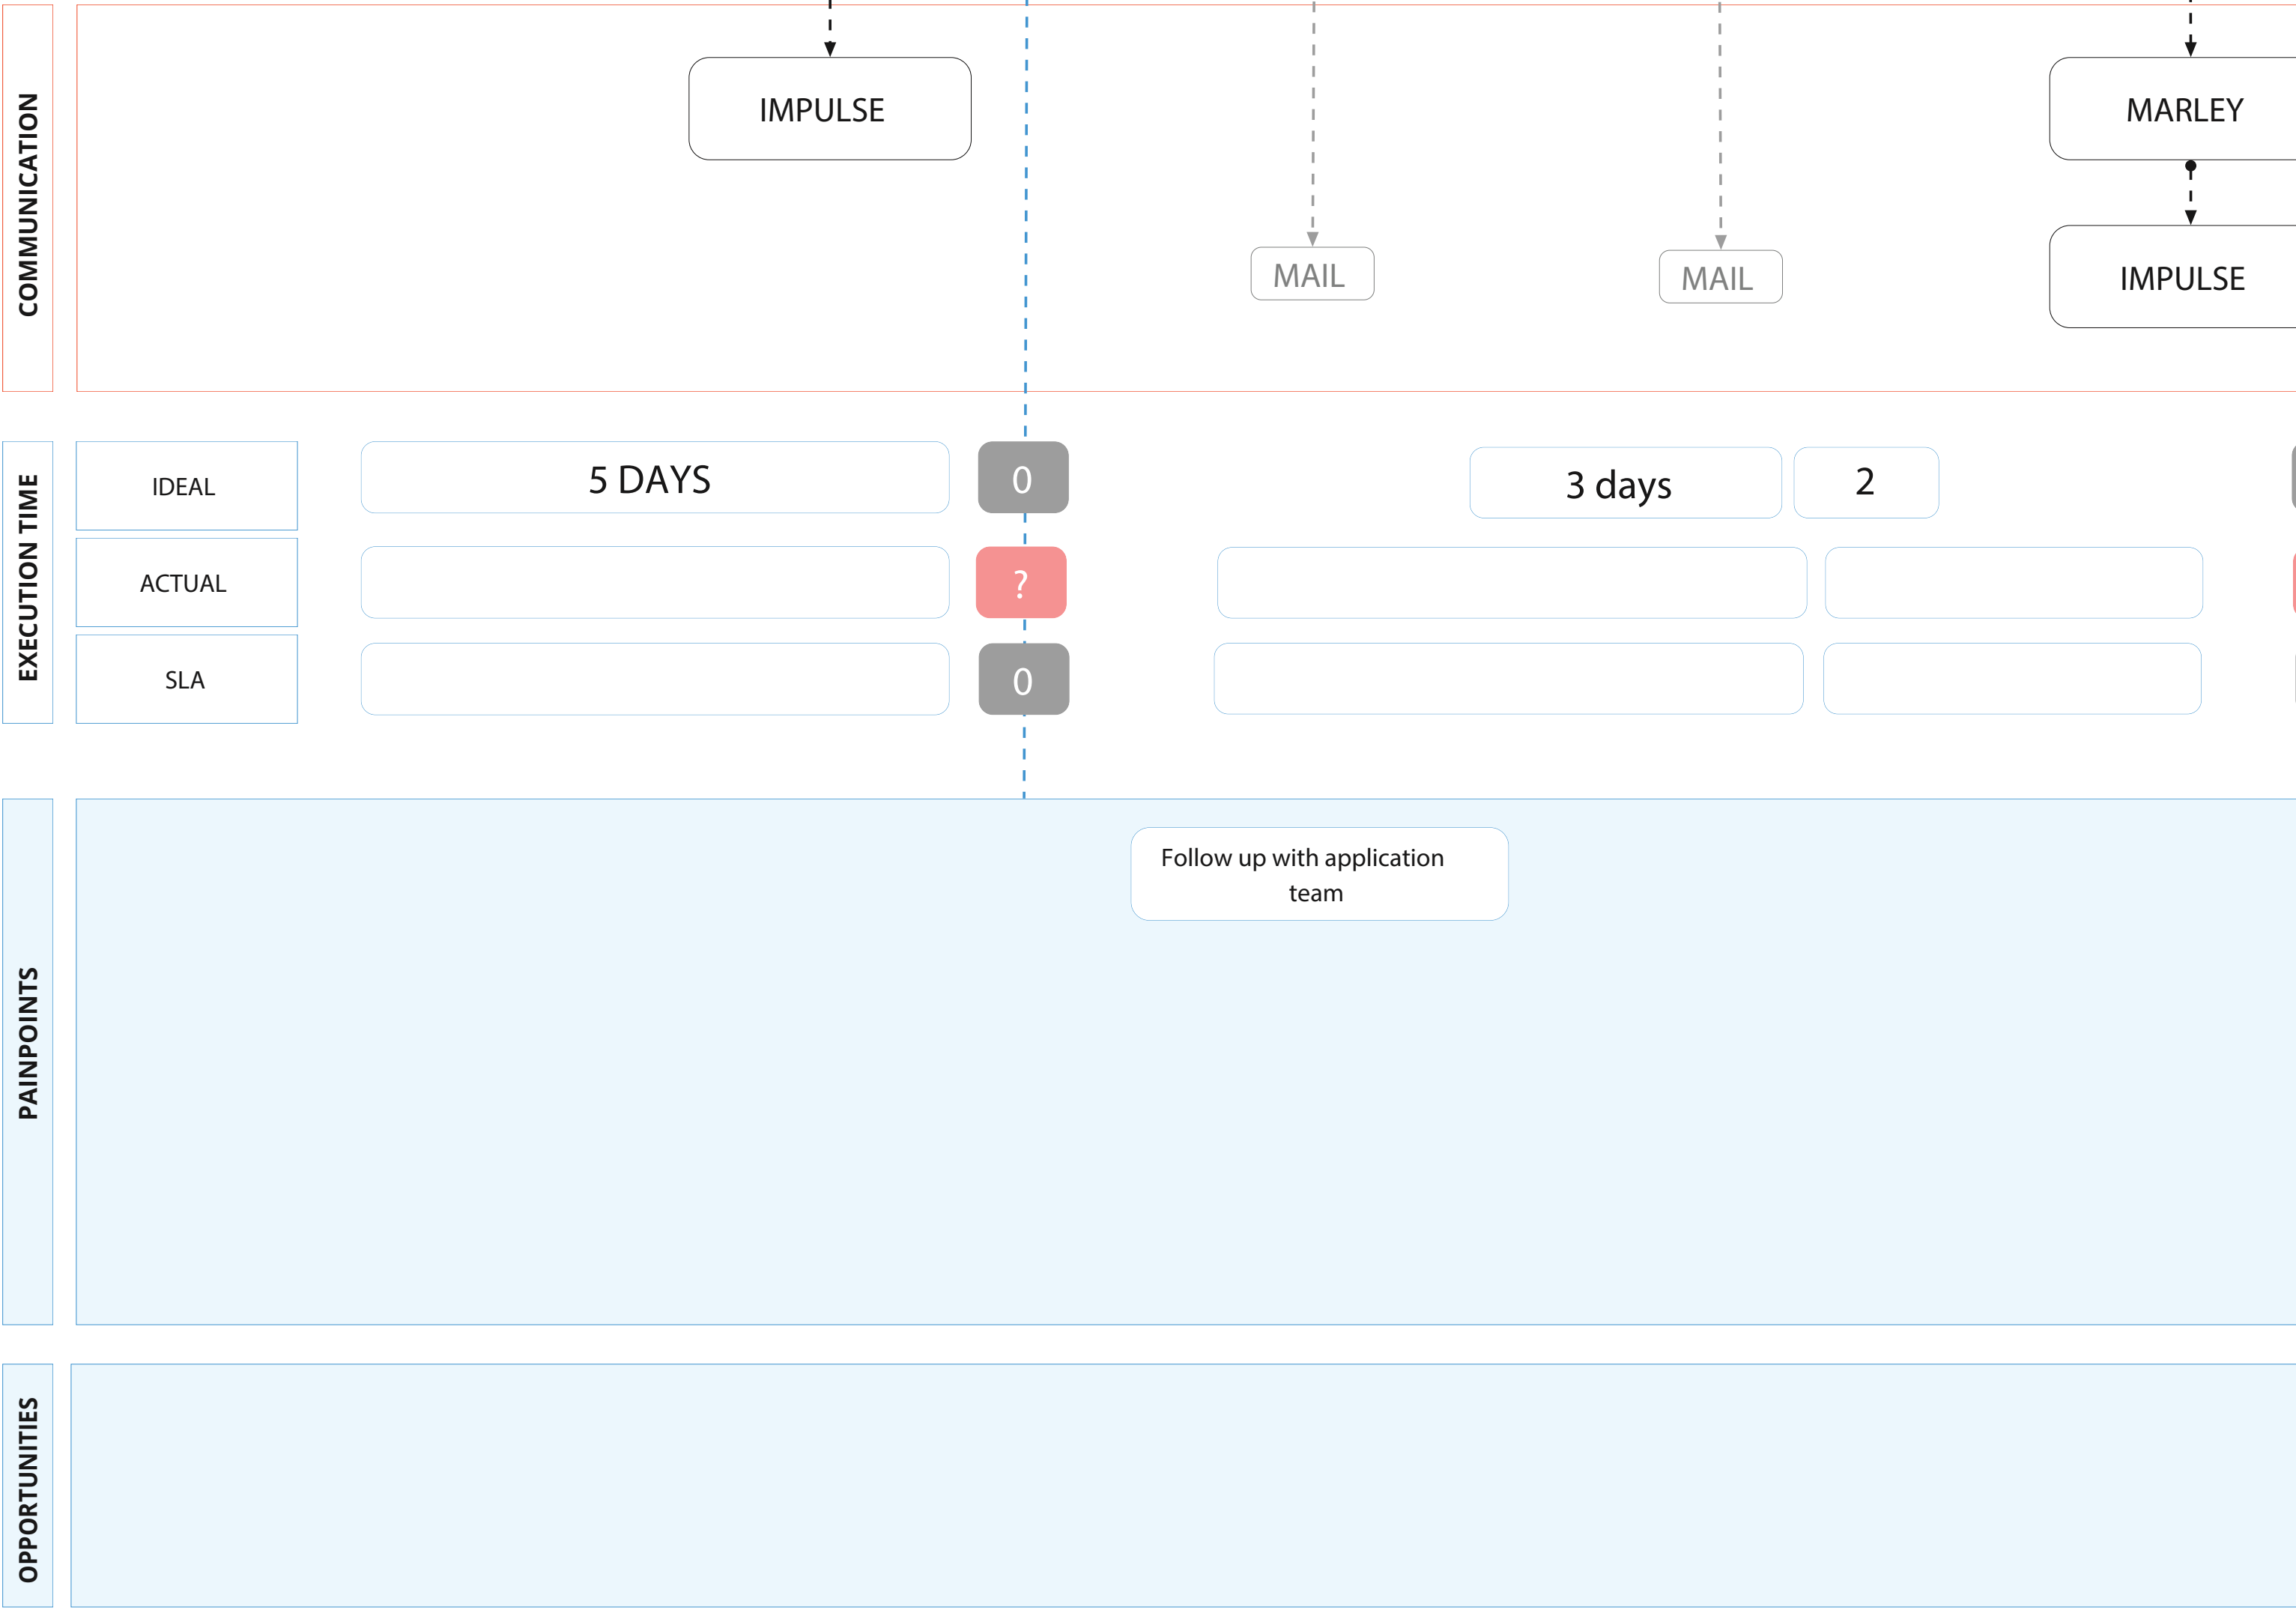 COMMUNICATION
IMPULSE
MARLEY
MAIL
MAIL
IMPULSE
EXECUTION TIME
IDEAL
5 DAYS
0
3 days
2
ACTUAL
?
SLA
0
PAINPOINTS
Follow up with application
team
OPPORTUNITIES